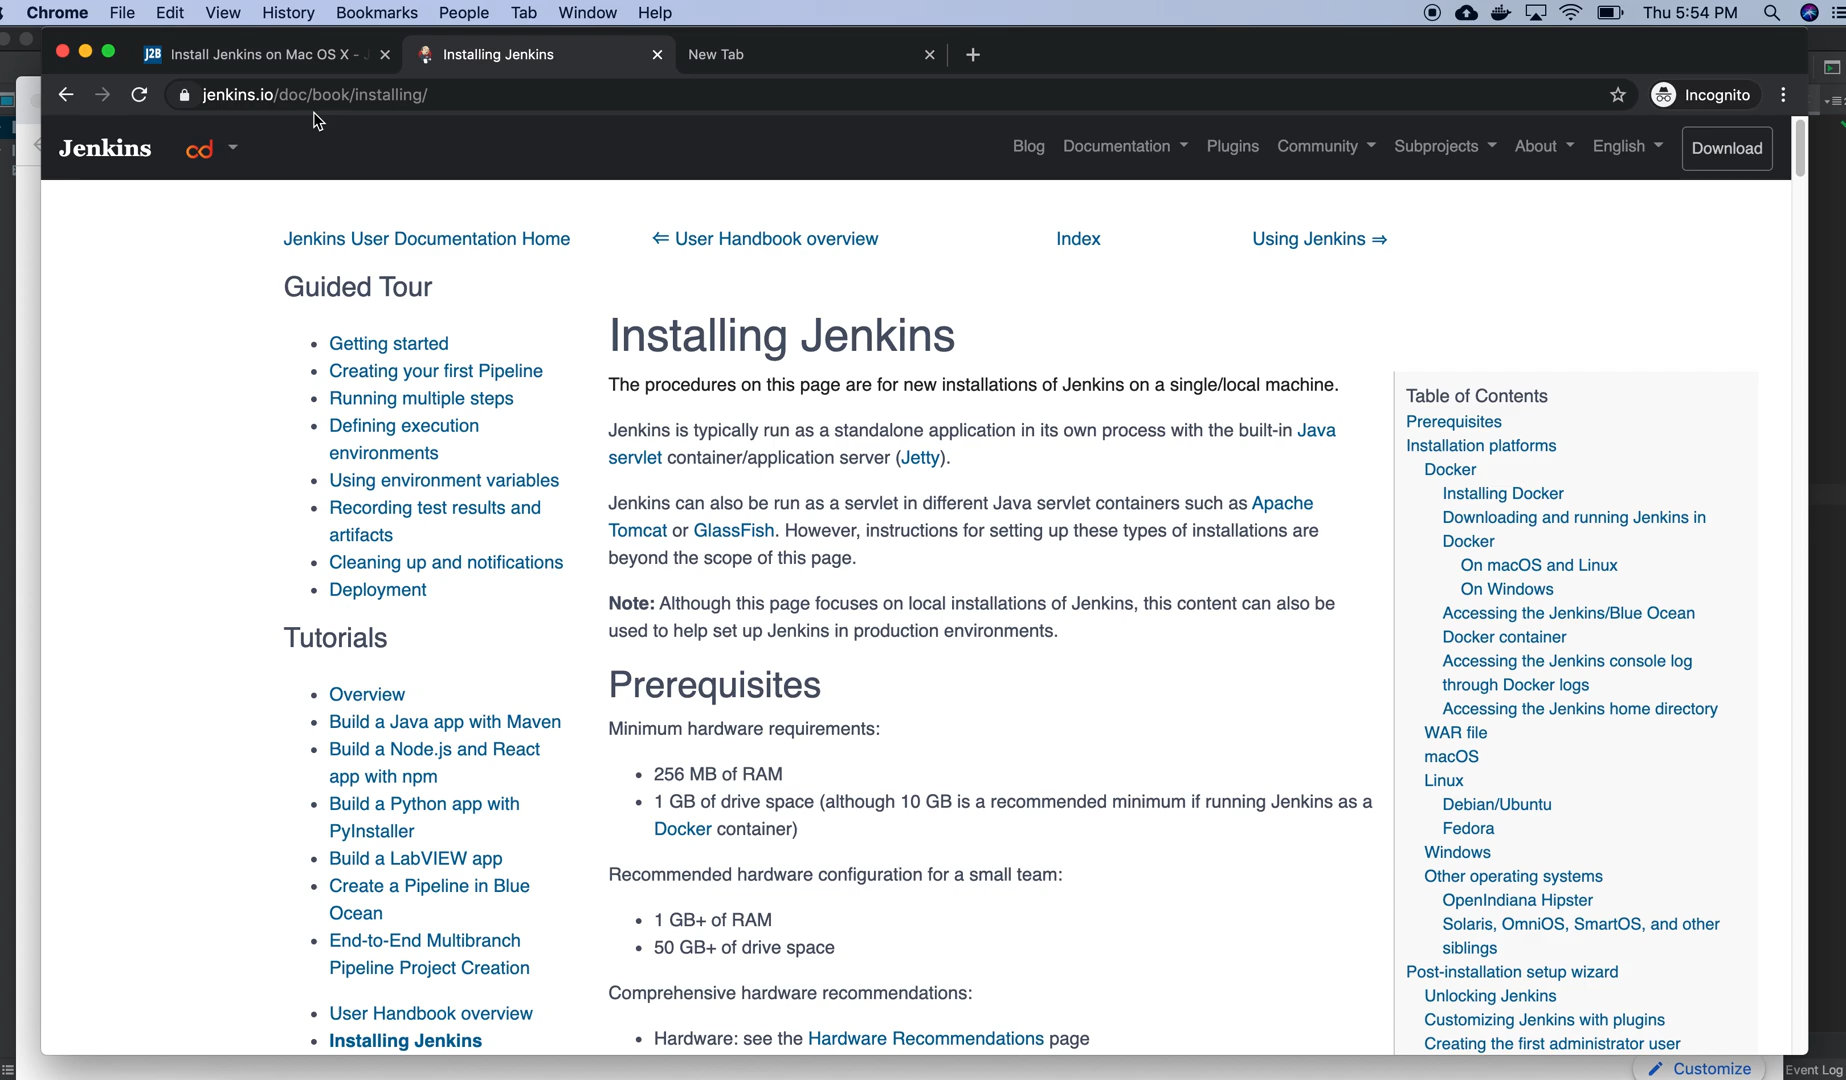 Chrome File Edit View History Bookmarks People Tab Window Help Thu 5:54 PM
J2B Install Jenkins on Mac OS X - Installing Jenkins New Tab
jenkins.io/doc/book/installing/ Incognito
Jenkins cd Blog Documentation Plugins Community Subprojects About English Download
Jenkins User Documentation Home ⇐ User Handbook overview Index Using Jenkins ⇒
Guided Tour
• Getting started
• Creating your first Pipeline
• Running multiple steps
• Defining execution
environments
• Using environment variables
• Recording test results and
artifacts
• Cleaning up and notifications
• Deployment
Tutorials
• Overview
• Build a Java app with Maven
• Build a Node.js and React
app with npm
• Build a Python app with
PyInstaller
• Build a LabVIEW app
• Create a Pipeline in Blue
Ocean
• End-to-End Multibranch
Pipeline Project Creation
• User Handbook overview
• Installing Jenkins
Installing Jenkins
The procedures on this page are for new installations of Jenkins on a single/local machine.
Jenkins is typically run as a standalone application in its own process with the built-in Java
servlet container/application server (Jetty).
Jenkins can also be run as a servlet in different Java servlet containers such as Apache
Tomcat or GlassFish. However, instructions for setting up these types of installations are
beyond the scope of this page.
Note: Although this page focuses on local installations of Jenkins, this content can also be
used to help set up Jenkins in production environments.
Prerequisites
Minimum hardware requirements:
• 256 MB of RAM
• 1 GB of drive space (although 10 GB is a recommended minimum if running Jenkins as a
Docker container)
Recommended hardware configuration for a small team:
• 1 GB+ of RAM
• 50 GB+ of drive space
Comprehensive hardware recommendations:
• Hardware: see the Hardware Recommendations page
Table of Contents
Prerequisites
Installation platforms
Docker
Installing Docker
Downloading and running Jenkins in
Docker
On macOS and Linux
On Windows
Accessing the Jenkins/Blue Ocean
Docker container
Accessing the Jenkins console log
through Docker logs
Accessing the Jenkins home directory
WAR file
macOS
Linux
Debian/Ubuntu
Fedora
Windows
Other operating systems
OpenIndiana Hipster
Solaris, OmniOS, SmartOS, and other
siblings
Post-installation setup wizard
Unlocking Jenkins
Customizing Jenkins with plugins
Creating the first administrator user
Customize Event Log